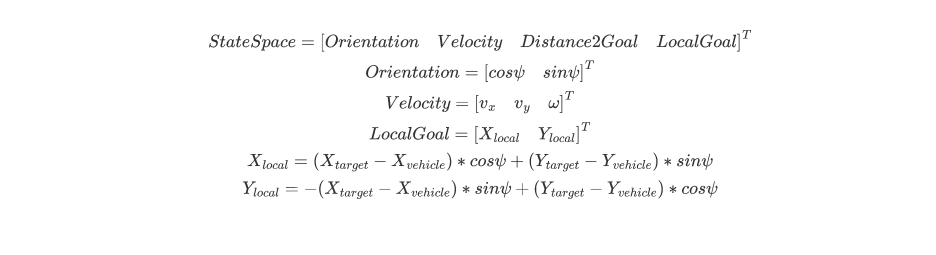 StateSpace = [Orientation Velocity Distance2Goal LocalGoal]^T
Orientation = [cosψ sinψ]^T
Velocity = [v_x v_y ω]^T
LocalGoal = [X_local Y_local]^T
X_local = (X_target − X_vehicle) ∗ cosψ + (Y_target − Y_vehicle) ∗ sinψ
Y_local = −(X_target − X_vehicle) ∗ sinψ + (Y_target − Y_vehicle) ∗ cosψ